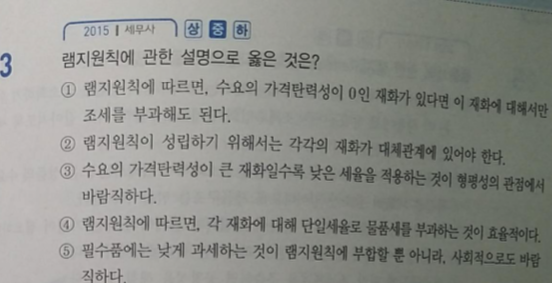 2015 | 세무사 상 중 하
3
램지원칙에 관한 설명으로 옳은 것은?
① 램지원칙에 따르면, 수요의 가격탄력성이 0인 재화가 있다면 이 재화에 대해서만
조세를 부과해도 된다.
② 램지원칙이 성립하기 위해서는 각각의 재화가 대체관계에 있어야 한다.
③ 수요의 가격탄력성이 큰 재화일수록 낮은 세율을 적용하는 것이 형평성의 관점에서
바람직하다.
④ 램지원칙에 따르면, 각 재화에 대해 단일세율로 물품세를 부과하는 것이 효율적이다.
⑤ 필수품에는 낮게 과세하는 것이 램지원칙에 부합할 뿐 아니라, 사회적으로도 바람
직하다.